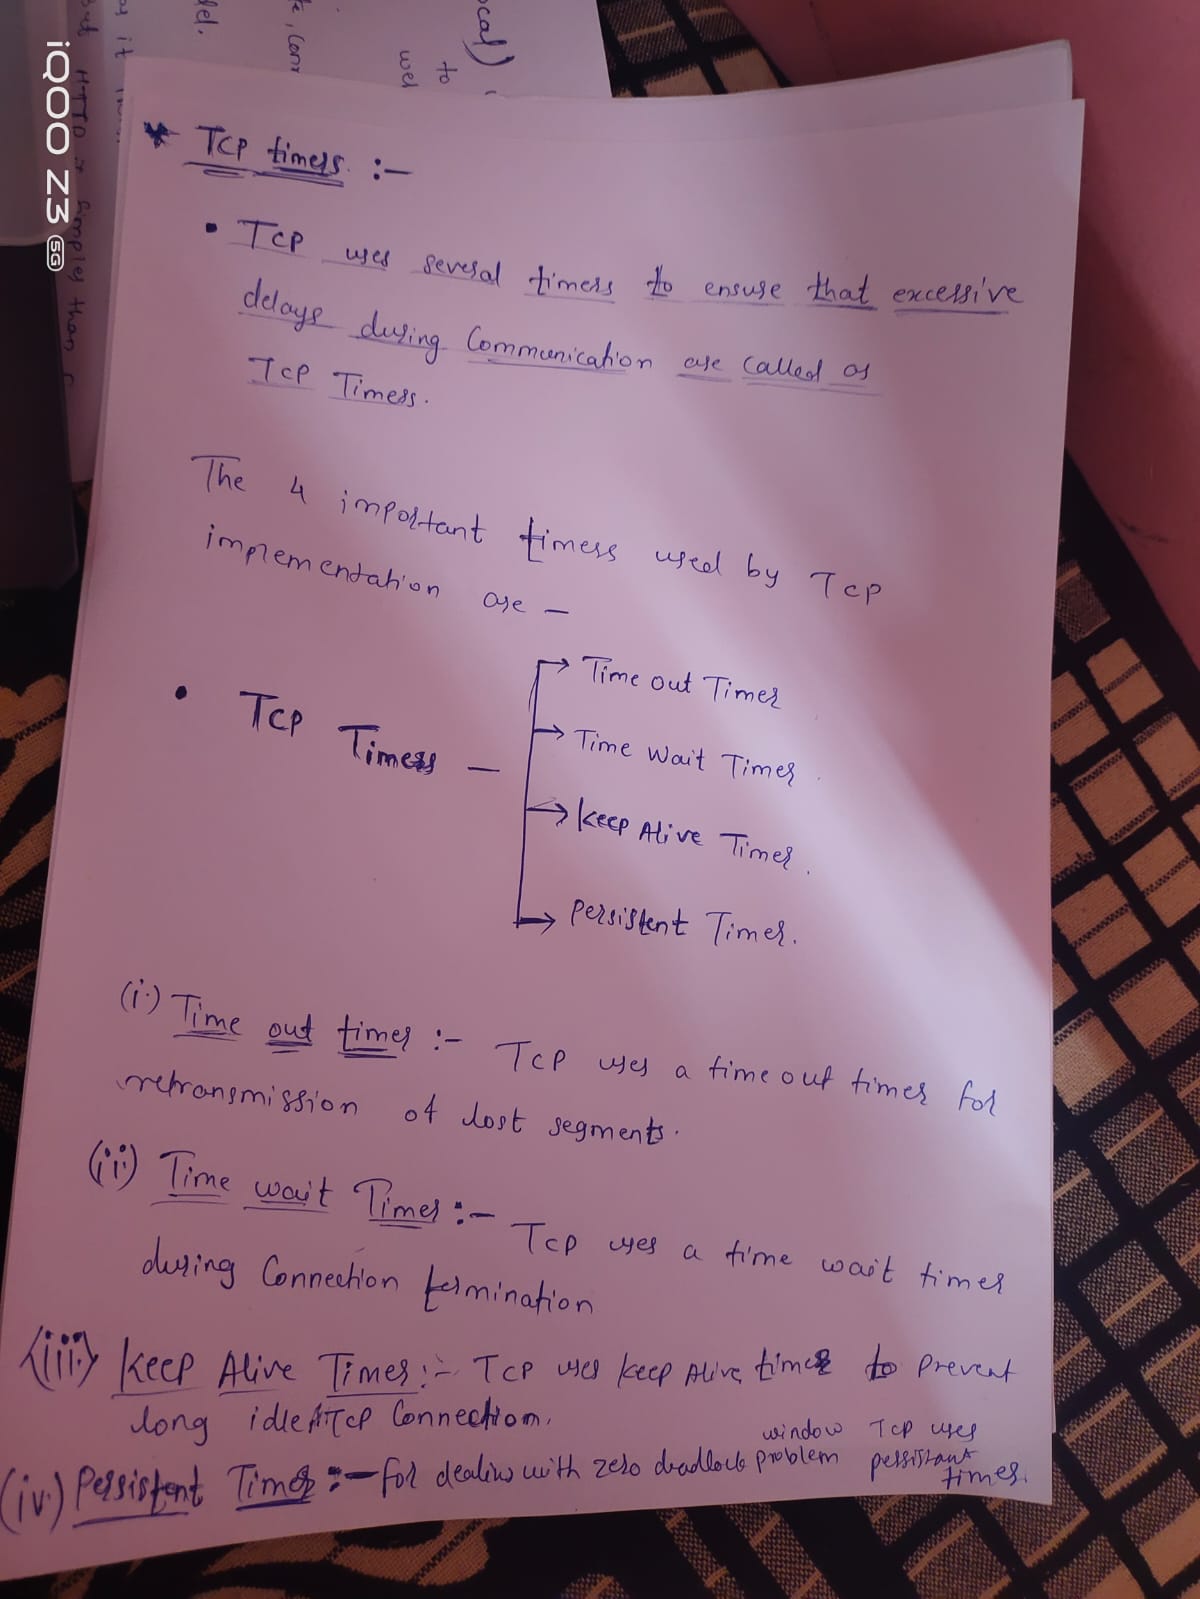 iQOO Z3 5G
* TCP timers :-
• TCP uses several timers to ensure that excessive
delays during Communication are called as
TCP Timers.
The 4 important timers used by TCP
implementation are -
• TCP Timers -
→ Time out Timer
→ Time Wait Timer
→ Keep Alive Timer.
→ Persistent Timer.
(i.) Time out timer :- TCP uses a time out timer for
retransmission of lost segments.
(ii) Time wait Timer :- TCP uses a time wait timer
during Connection termination
(iii) Keep Alive Timer :- TCP uses keep Alive timer to prevent
long idle TCP Connection.
(iv.) Persistent Timer :- for dealing with zero deadlock window problem TCP uses
persistant
timer.
ocal)
to
wel
del.
HTTP is Simpler than